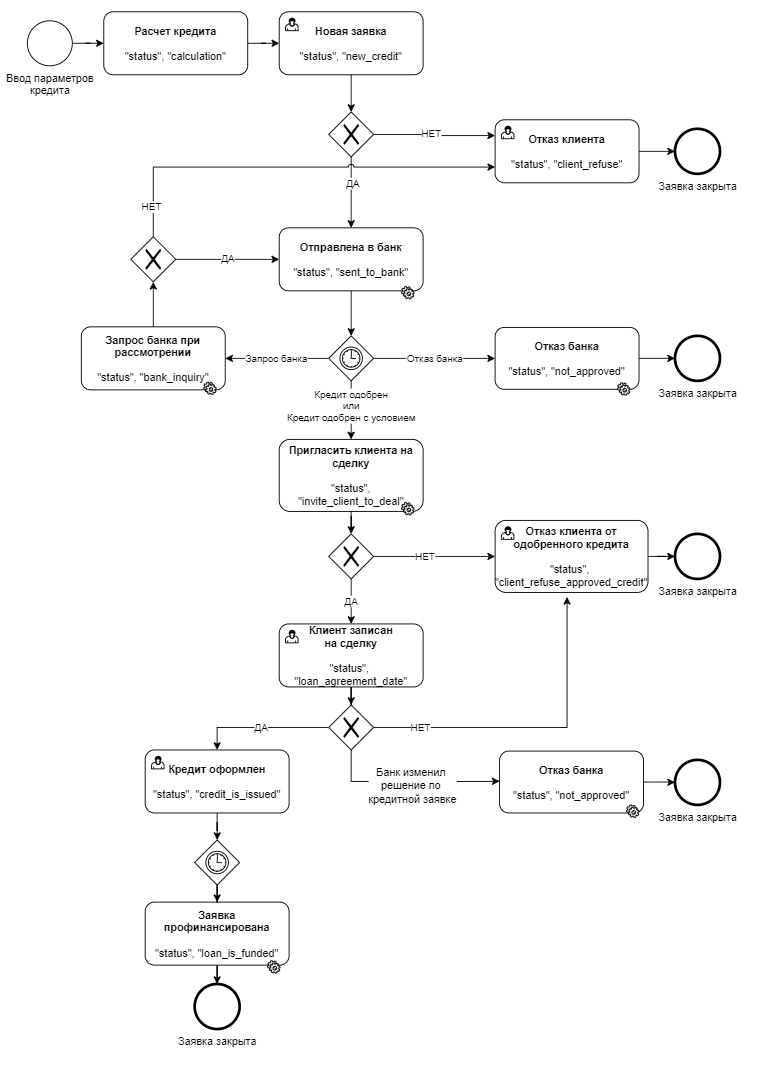 Расчет кредита
"status", "calculation"
Новая заявка
"status", "new_credit"
Ввод параметров
кредита
НЕТ
Отказ клиента
"status", "client_refuse"
Заявка закрыта
ДА
НЕТ
ДА
Отправлена в банк
"status", "sent_to_bank"
Запрос банка при
рассмотрении
"status", "bank_inquiry"
Запрос банка
Отказ банка
Отказ банка
"status", "not_approved"
Заявка закрыта
Кредит одобрен
или
Кредит одобрен с условием
Пригласить клиента на
сделку
"status",
"invite_client_to_deal"
НЕТ
Отказ клиента от
одобренного кредита
"status",
"client_refuse_approved_credit"
Заявка закрыта
ДА
Клиент записан
на сделку
"status",
"loan_agreement_date"
ДА
НЕТ
Кредит оформлен
"status", "credit_is_issued"
Банк изменил
решение по
кредитной заявке
Отказ банка
"status", "not_approved"
Заявка закрыта
Заявка
профинансирована
"status", "loan_is_funded"
Заявка закрыта